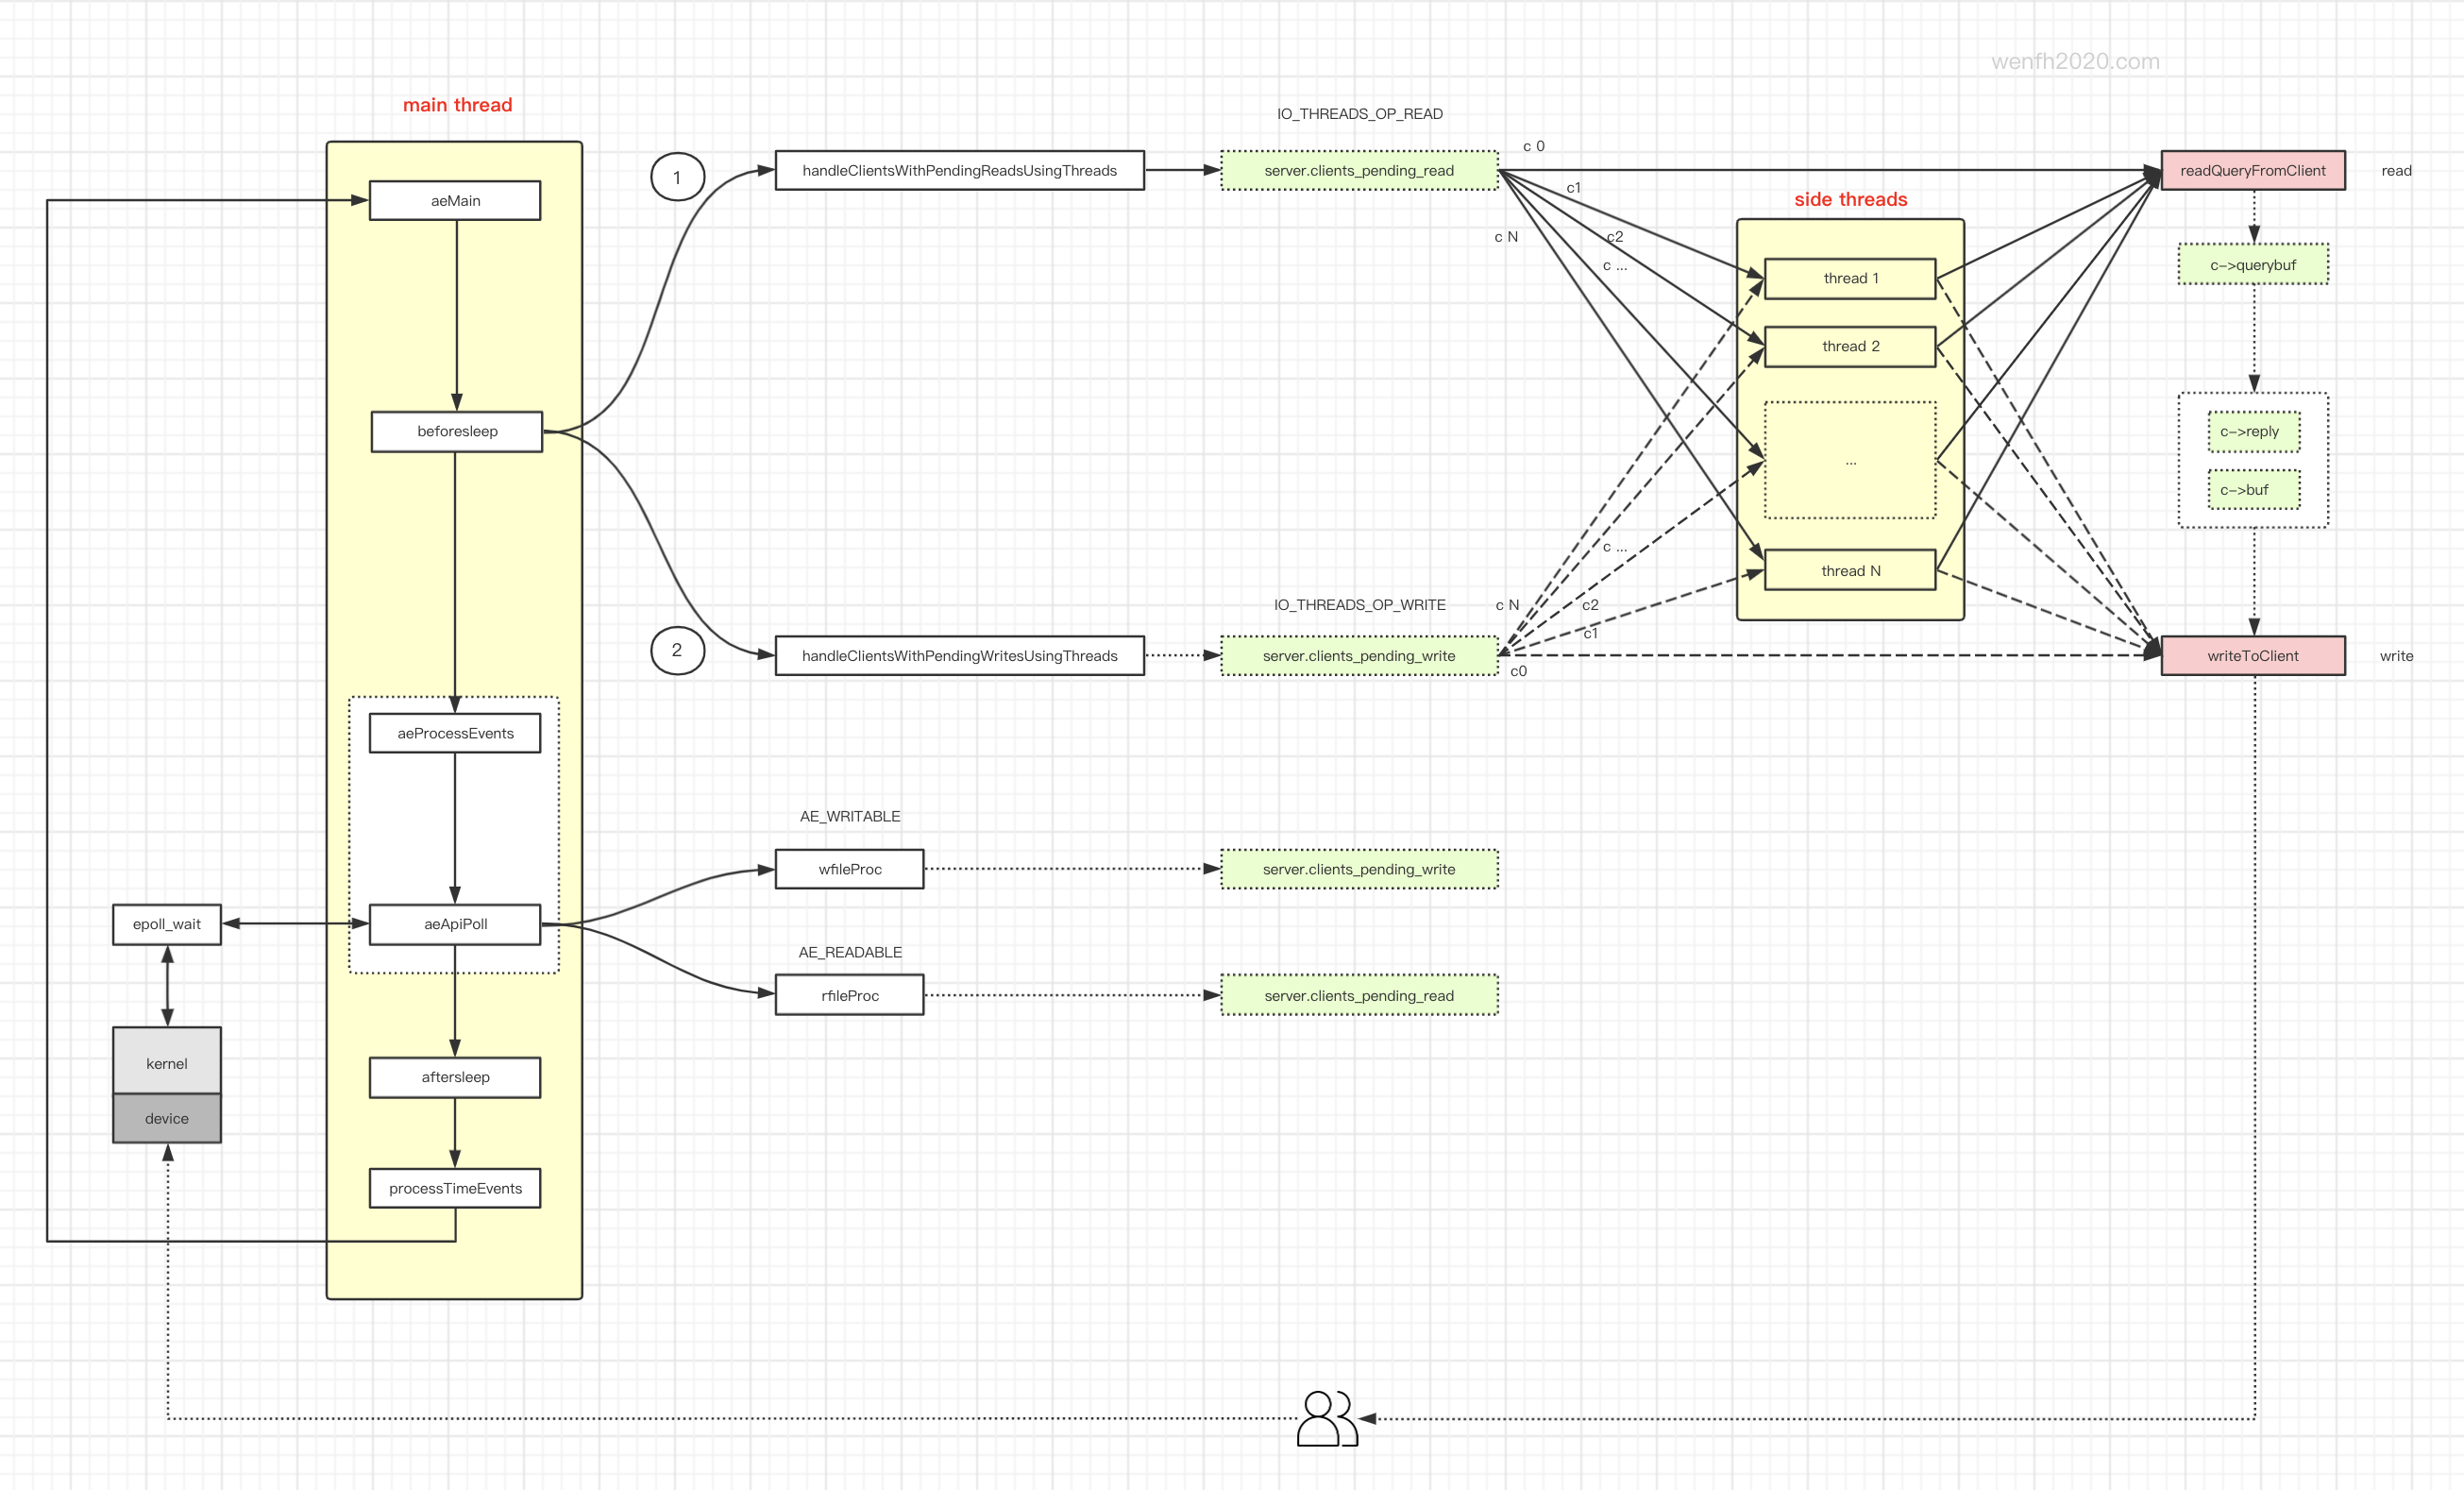 wenfh2020.com
main thread
IO_THREADS_OP_READ
c 0
1
handleClientsWithPendingReadsUsingThreads
server.clients_pending_read
readQueryFromClient
read
c1
side threads
aeMain
c N
c2
c ...
c->querybuf
thread 1
thread 2
beforesleep
c->reply
...
c->buf
c ...
thread N
IO_THREADS_OP_WRITE
c N
c2
c1
2
handleClientsWithPendingWritesUsingThreads
server.clients_pending_write
writeToClient
write
c0
aeProcessEvents
AE_WRITABLE
wfileProc
server.clients_pending_write
epoll_wait
aeApiPoll
AE_READABLE
rfileProc
server.clients_pending_read
kernel
aftersleep
device
processTimeEvents